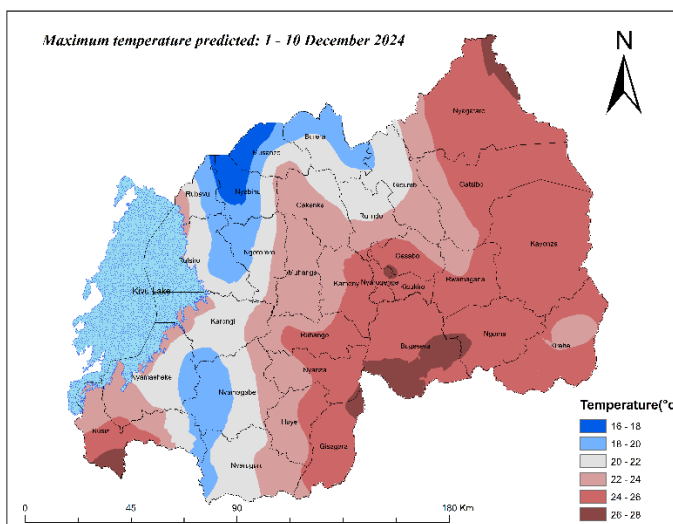 Maximum temperature predicted: 1 - 10 December 2024
N
Nyagatare
Burera
Musanze
Nyabihu
Rubavu
Gicumbi
Gatsibo
Gakenke
Rulindo
Kayonza
Rutsiro
Ngororero
Gasabo
Muhanga
Kamonyi
Nyarugenge
Kicukiro
Rwamagana
Kivu Lake
Karongi
Ruhango
Bugesera
Ngoma
Kirehe
Nyanza
Nyamasheke
Nyamagabe
Huye
Gisagara
Rusizi
Nyaruguru
Temperature(°c
16 - 18
18 - 20
20 - 22
22 - 24
24 - 26
26 - 28
0 45 90 180 Km